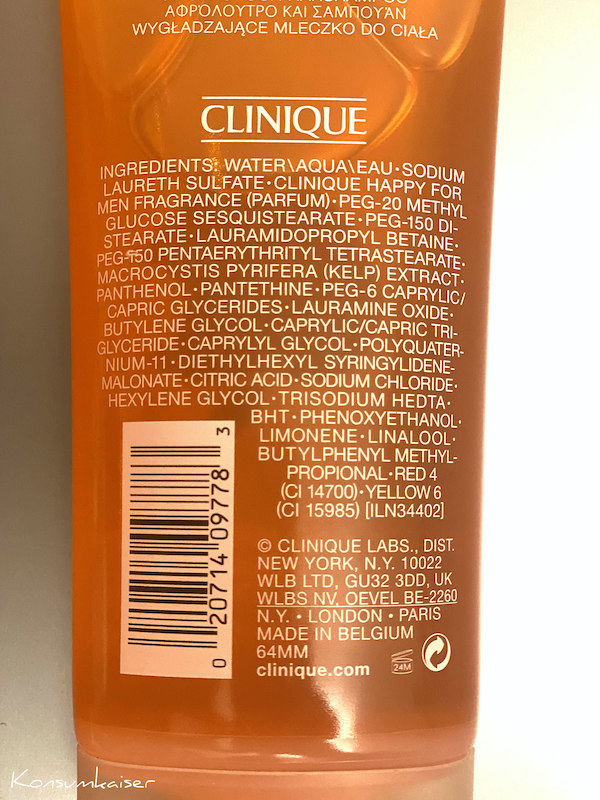 ΑΦΡΌΛΟΥΤΡΟ ΚΑΙ ΣΑΜΠΟΥΆΝ
WYGŁADZAJĄCE MLECZKO DO CIAŁA
CLINIQUE
INGREDIENTS: WATER\AQUA\EAU•SODIUM
LAURETH SULFATE•CLINIQUE HAPPY FOR
MEN FRAGRANCE (PARFUM)•PEG-20 METHYL
GLUCOSE SESQUISTEARATE•PEG-150 DI-
STEARATE•LAURAMIDOPROPYL BETAINE•
PEG-150 PENTAERYTHRITYL TETRASTEARATE•
MACROCYSTIS PYRIFERA (KELP) EXTRACT•
PANTHENOL•PANTETHINE•PEG-6 CAPRYLIC/
CAPRIC GLYCERIDES•LAURAMINE OXIDE•
BUTYLENE GLYCOL•CAPRYLIC/CAPRIC TRI-
GLYCERIDE•CAPRYLYL GLYCOL•POLYQUATER-
NIUM-11•DIETHYLHEXYL SYRINGYLIDENE-
MALONATE•CITRIC ACID•SODIUM CHLORIDE•
HEXYLENE GLYCOL•TRISODIUM HEDTA•
BHT•PHENOXYETHANOL•
LIMONENE•LINALOOL•
BUTYLPHENYL METHYL-
PROPIONAL•RED 4
(CI 14700)•YELLOW 6
(CI 15985) [ILN34402]
0 20714 09778 3
© CLINIQUE LABS., DIST.
NEW YORK, N.Y. 10022
WLB LTD, GU32 3DD, UK
WLBS NV. OEVEL BE-2260
N.Y. • LONDON • PARIS
MADE IN BELGIUM
64MM
clinique.com
24M
Konsumkaiser